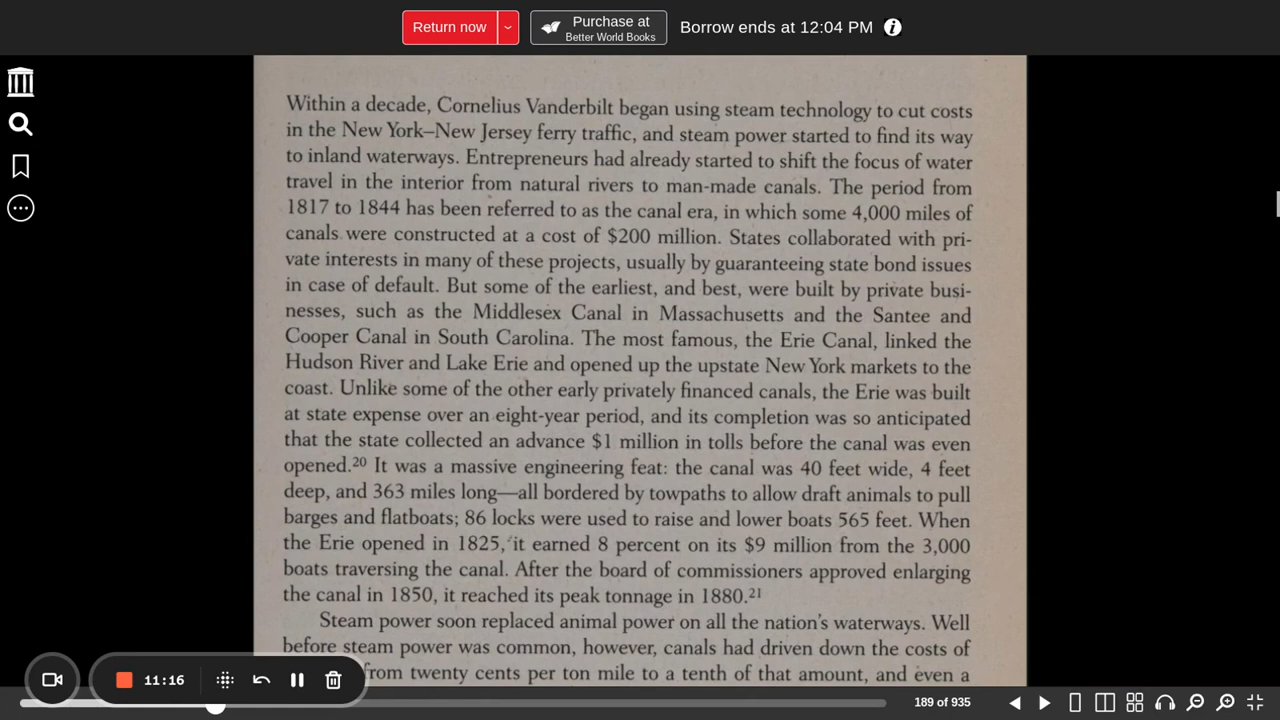 Return now
Purchase at
Better World Books
Borrow ends at 12:04 PM
Within a decade, Cornelius Vanderbilt began using steam technology to cut costs
in the New York–New Jersey ferry traffic, and steam power started to find its way
to inland waterways. Entrepreneurs had already started to shift the focus of water
travel in the interior from natural rivers to man-made canals. The period from
1817 to 1844 has been referred to as the canal era, in which some 4,000 miles of
canals were constructed at a cost of $200 million. States collaborated with pri-
vate interests in many of these projects, usually by guaranteeing state bond issues
in case of default. But some of the earliest, and best, were built by private busi-
nesses, such as the Middlesex Canal in Massachusetts and the Santee and
Cooper Canal in South Carolina. The most famous, the Erie Canal, linked the
Hudson River and Lake Erie and opened up the upstate New York markets to the
coast. Unlike some of the other early privately financed canals, the Erie was built
at state expense over an eight-year period, and its completion was so anticipated
that the state collected an advance $1 million in tolls before the canal was even
opened.20 It was a massive engineering feat: the canal was 40 feet wide, 4 feet
deep, and 363 miles long—all bordered by towpaths to allow draft animals to pull
barges and flatboats; 86 locks were used to raise and lower boats 565 feet. When
the Erie opened in 1825, it earned 8 percent on its $9 million from the 3,000
boats traversing the canal. After the board of commissioners approved enlarging
the canal in 1850, it reached its peak tonnage in 1880.21
Steam power soon replaced animal power on all the nation's waterways. Well
before steam power was common, however, canals had driven down the costs of
from twenty cents per ton mile to a tenth of that amount, and even a
11:16
189 of 935